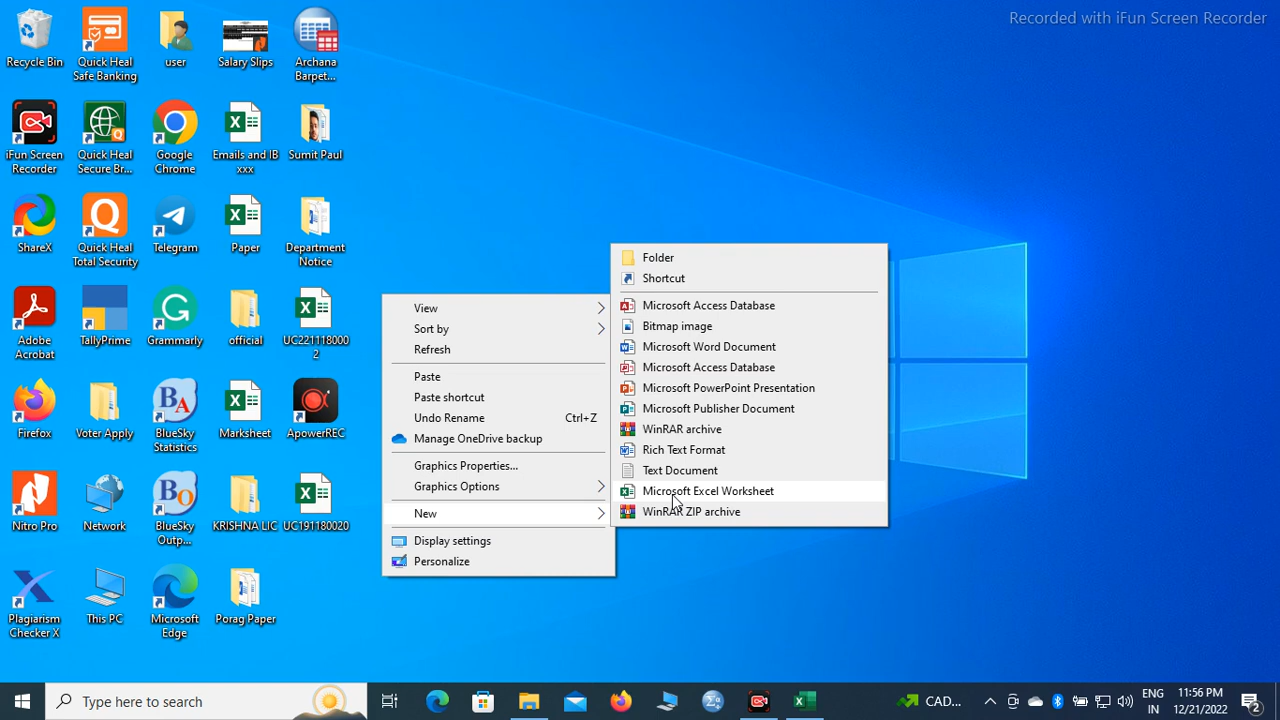 Recorded with iFun Screen Recorder
Recycle Bin
Quick Heal
Safe Banking
user
Salary Slips
Archana
Barpet...
iFun Screen
Recorder
Quick Heal
Secure Br...
Google
Chrome
Emails and IB
xxx
Sumit Paul
ShareX
Quick Heal
Total Security
Telegram
Paper
Department
Notice
Adobe
Acrobat
TallyPrime
Grammarly
official
UC221118000
2
Firefox
Voter Apply
BlueSky
Statistics
Marksheet
ApowerREC
Nitro Pro
Network
BlueSky
Outp...
KRISHNA LIC
UC191180020
Plagiarism
Checker X
This PC
Microsoft
Edge
Porag Paper
View
Sort by
Refresh
Paste
Paste shortcut
Undo Rename Ctrl+Z
Manage OneDrive backup
Graphics Properties...
Graphics Options
New
Display settings
Personalize
Folder
Shortcut
Microsoft Access Database
Bitmap image
Microsoft Word Document
Microsoft Access Database
Microsoft PowerPoint Presentation
Microsoft Publisher Document
WinRAR archive
Rich Text Format
Text Document
Microsoft Excel Worksheet
WinRAR ZIP archive
Type here to search
CAD...
ENG
IN
11:56 PM
12/21/2022
2